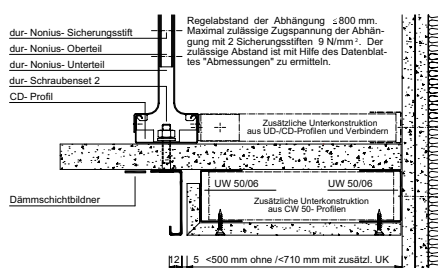 Regelabstand der Abhängung ≤800 mm.
Maximal zulässige Zugspannung der Abhän-
gung mit 2 Sicherungsstiften 9 N/mm². Der
zulässige Abstand ist mit Hilfe des Datenblat-
tes "Abmessungen" zu ermitteln.
dur- Nonius- Sicherungsstift
dur- Nonius- Oberteil
dur- Nonius- Unterteil
dur- Schraubenset 2
CD- Profil
Zusätzliche Unterkonstruktion
aus UD-/CD-Profilen und Verbindern
UW 50/06
UW 50/06
Zusätzliche Unterkonstruktion
aus CW 50- Profilen
Dämmschichtbildner
12
5
<500 mm ohne /<710 mm mit zusätzl. UK